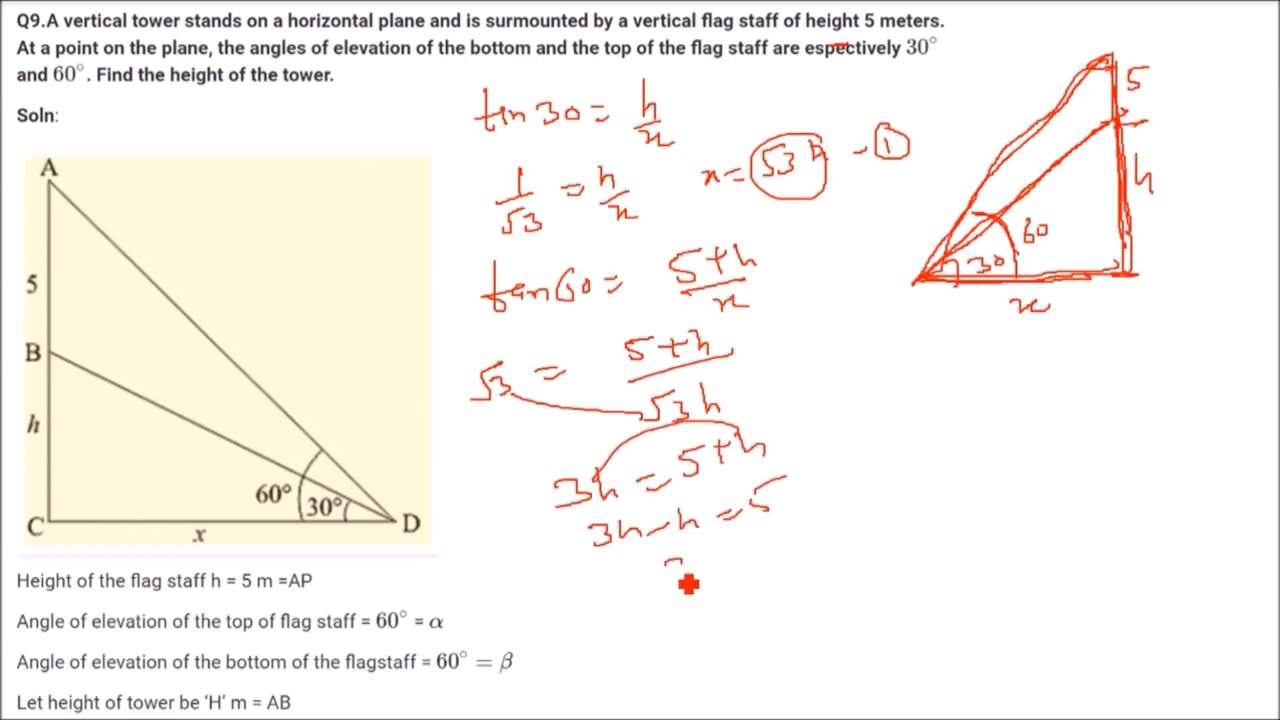 Q9.A vertical tower stands on a horizontal plane and is surmounted by a vertical flag staff of height 5 meters.
At a point on the plane, the angles of elevation of the bottom and the top of the flag staff are espectively 30°
and 60°. Find the height of the tower.
Soln:
tan 30 = h/x
1/√3 = h/x
x = √3 h - ①
tan 60 = 5+h/x
√3 = 5+h/√3 h
3h = 5+h
3h - h = 5
5
h
60
30
x
A
5
B
h
60°
30°
C
x
D
Height of the flag staff h = 5 m =AP
Angle of elevation of the top of flag staff = 60° = α
Angle of elevation of the bottom of the flagstaff = 60° = β
Let height of tower be ‘H’ m = AB